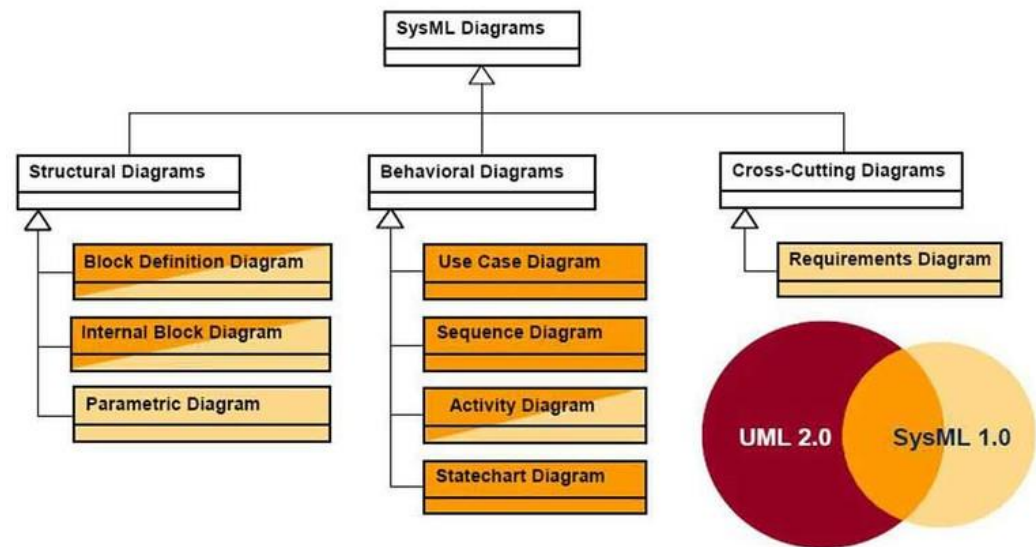 SysML Diagrams
Structural Diagrams
Behavioral Diagrams
Cross-Cutting Diagrams
Block Definition Diagram
Internal Block Diagram
Parametric Diagram
Use Case Diagram
Sequence Diagram
Activity Diagram
Statechart Diagram
Requirements Diagram
UML 2.0
SysML 1.0